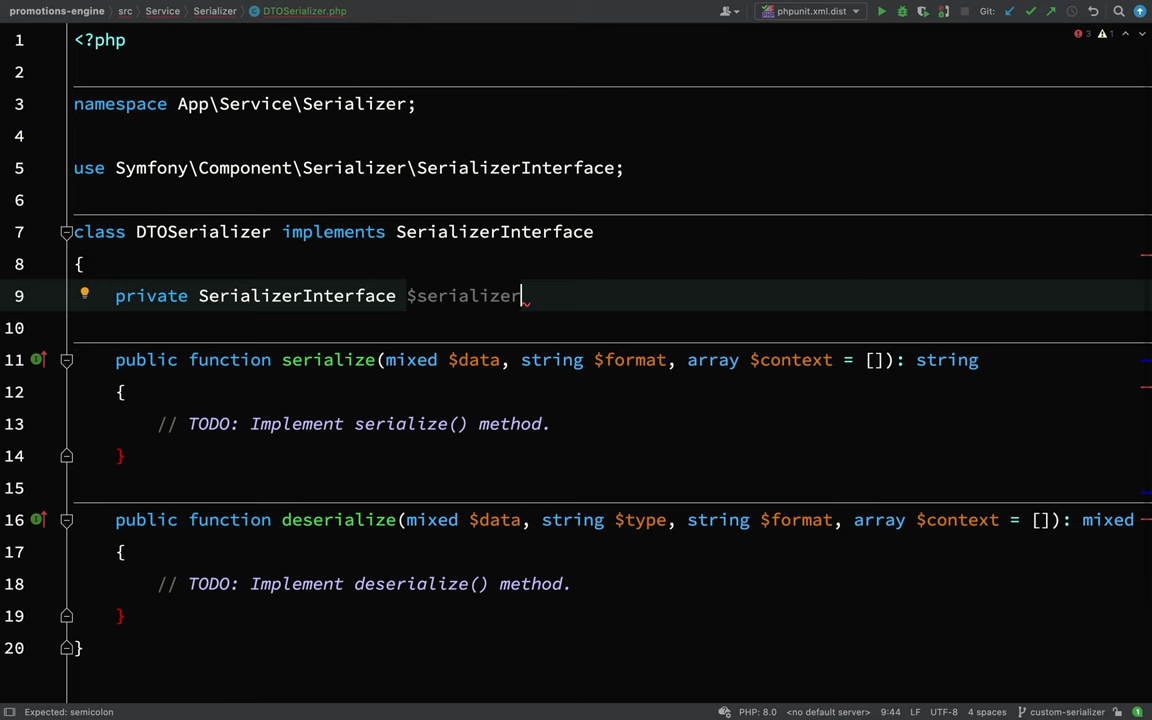 promotions-engine src Service Serializer DTOSerializer.php phpunit.xml.dist Git:
1 <?php 3 1
2
3 namespace App\Service\Serializer;
4
5 use Symfony\Component\Serializer\SerializerInterface;
6
7 class DTOSerializer implements SerializerInterface
8 {
9 private SerializerInterface $serializer
10
11 public function serialize(mixed $data, string $format, array $context = []): string
12 {
13 // TODO: Implement serialize() method.
14 }
15
16 public function deserialize(mixed $data, string $type, string $format, array $context = []): mixed
17 {
18 // TODO: Implement deserialize() method.
19 }
20 }
Expected: semicolon PHP: 8.0 <no default server> 9:44 LF UTF-8 4 spaces custom-serializer 1